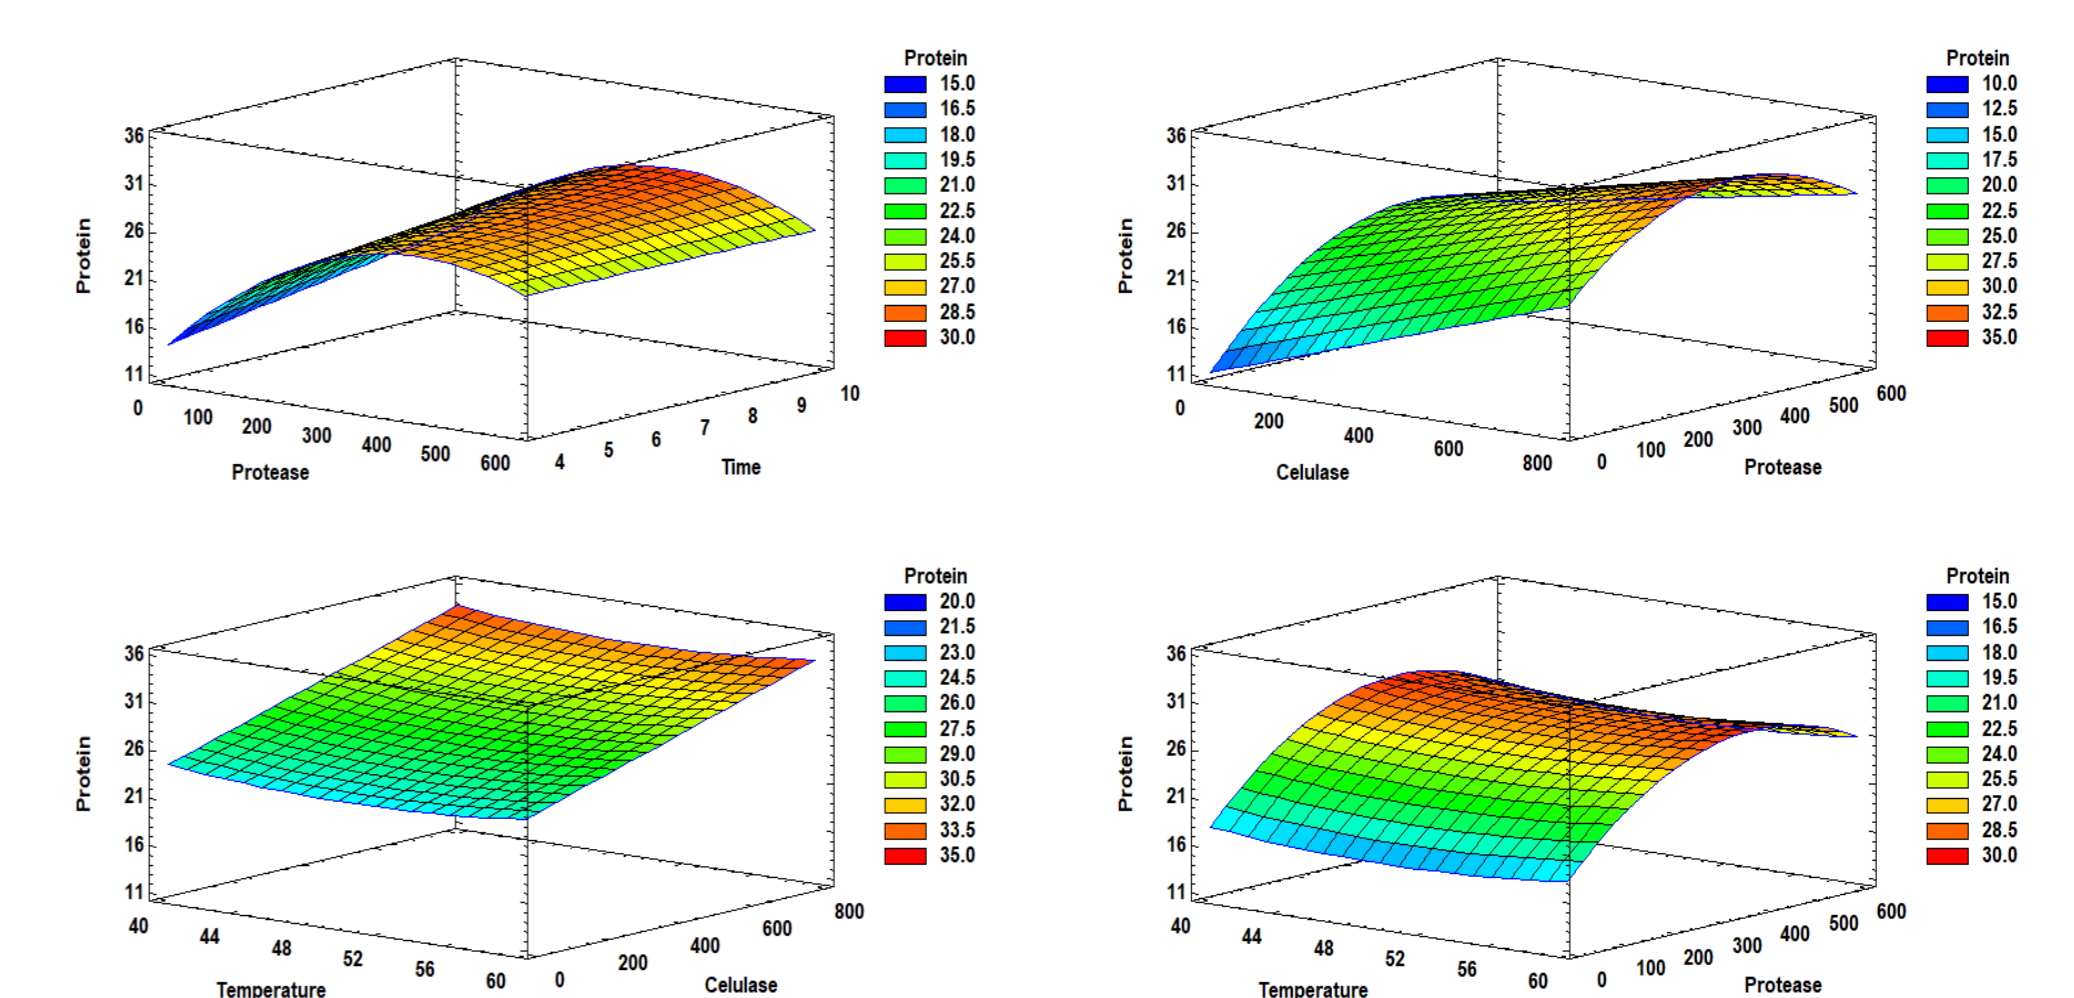 Protein
15.0
16.5
18.0
19.5
21.0
22.5
24.0
25.5
27.0
28.5
30.0
Protein
36
31
26
21
16
11
0 100 200 300 400 500 600
Protease
4 5 6 7 8 9 10
Time
Protein
10.0
12.5
15.0
17.5
20.0
22.5
25.0
27.5
30.0
32.5
35.0
Protein
36
31
26
21
16
11
0 200 400 600 800
Celulase
0 100 200 300 400 500 600
Protease
Protein
20.0
21.5
23.0
24.5
26.0
27.5
29.0
30.5
32.0
33.5
35.0
Protein
36
31
26
21
16
11
40 44 48 52 56 60
Temperature
0 200 400 600 800
Celulase
Protein
15.0
16.5
18.0
19.5
21.0
22.5
24.0
25.5
27.0
28.5
30.0
Protein
36
31
26
21
16
11
40 44 48 52 56 60
Temperature
0 100 200 300 400 500 600
Protease